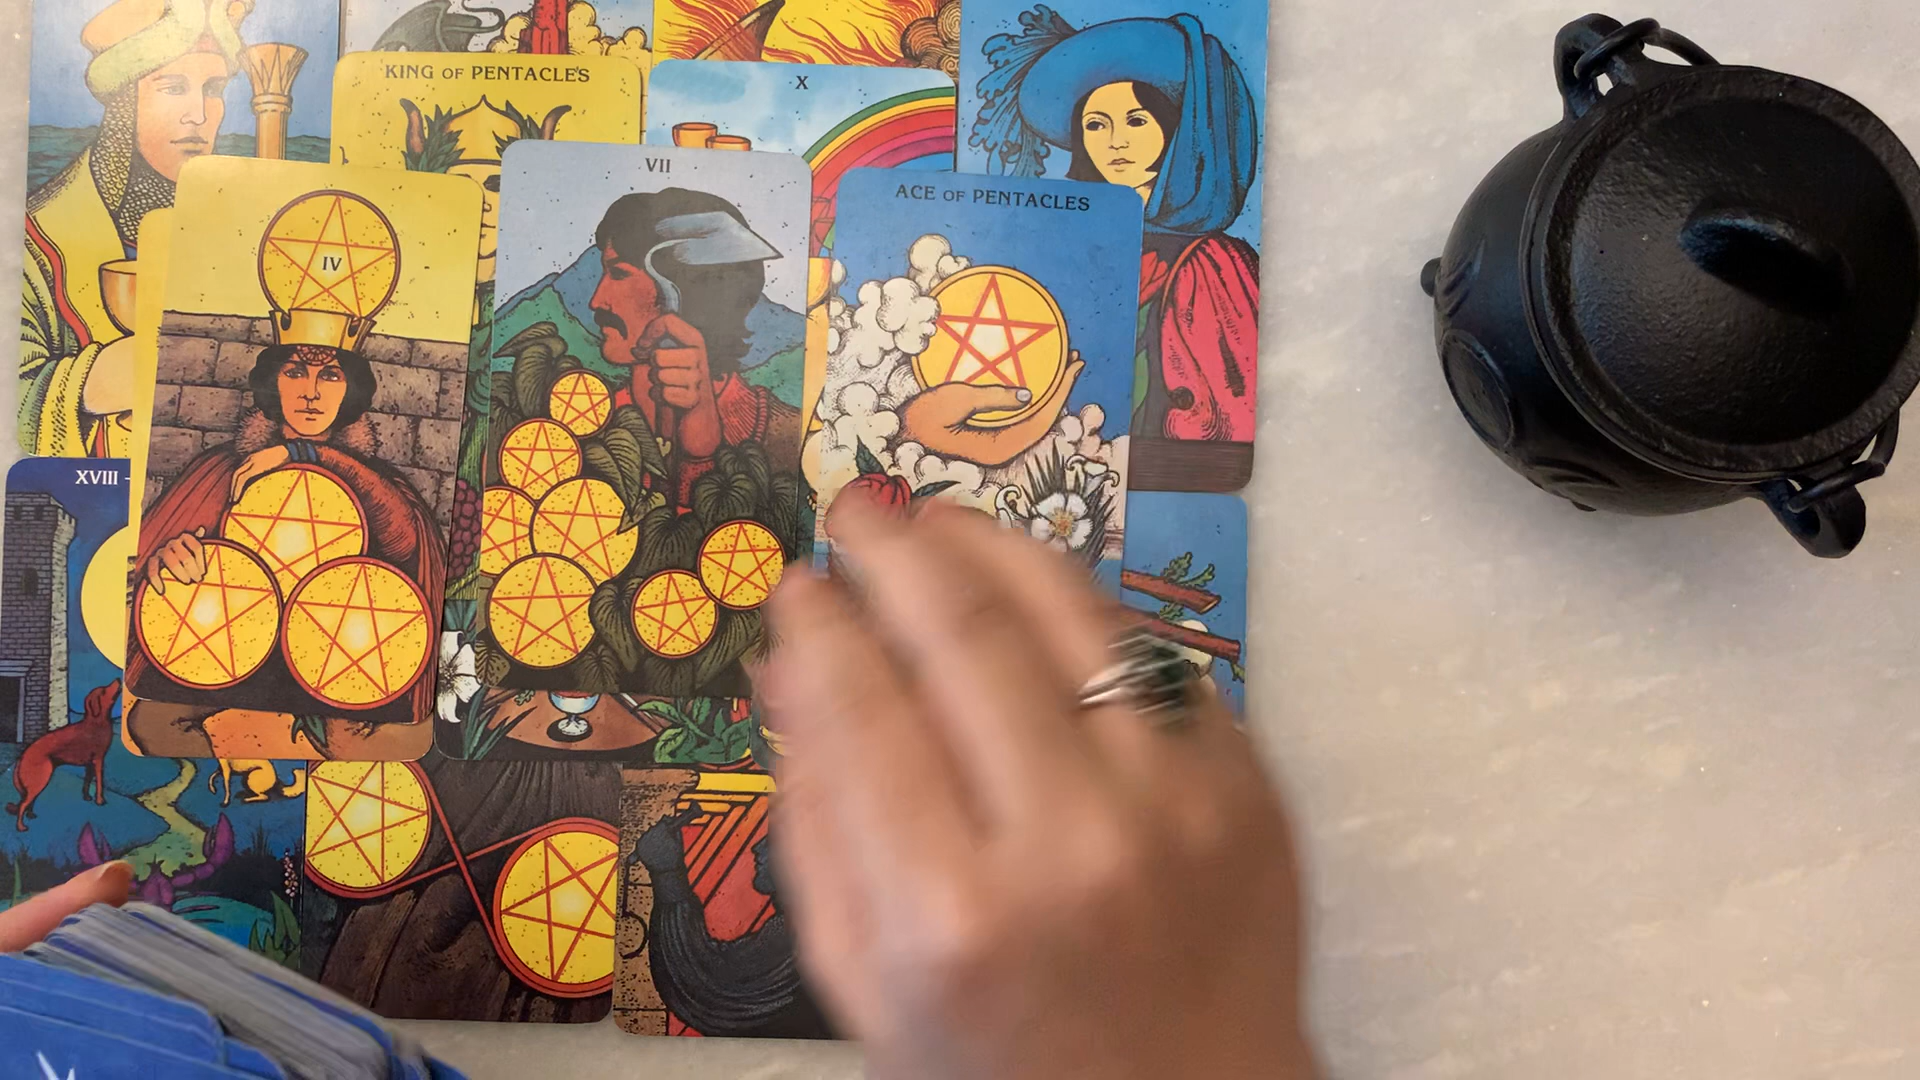 KING OF PENTACLES
X
VII
ACE OF PENTACLES
IV
XVIII